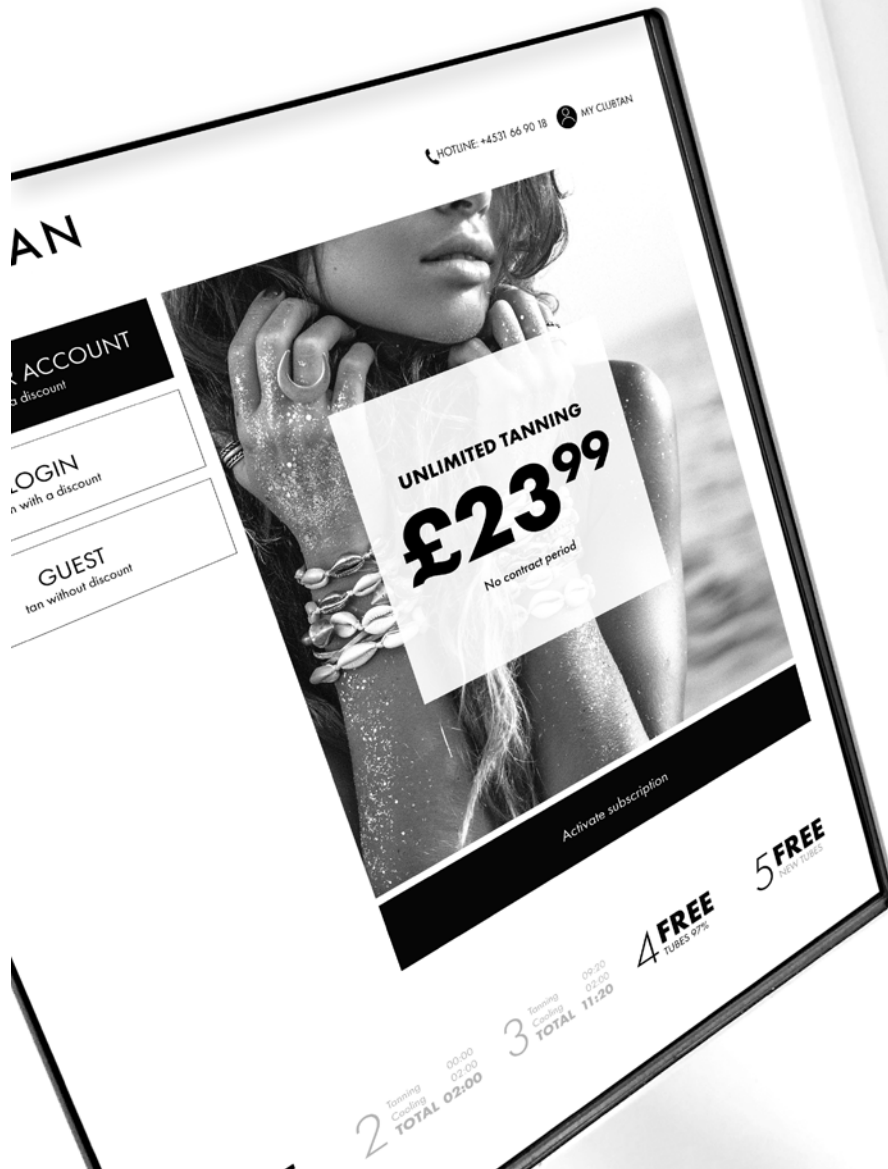 HOTLINE: +4531 66 90 18
MY CLUBTAN
AN
R ACCOUNT
a discount
LOGIN
n with a discount
GUEST
tan without discount
UNLIMITED TANNING
£23⁹⁹
No contract period
Activate subscription
2
Tanning 00:00
Cooling 02:00
TOTAL 02:00
3
Tanning 09:20
Cooling 02:00
TOTAL 11:20
4 FREE
TUBES 97%
5 FREE
NEW TUBES